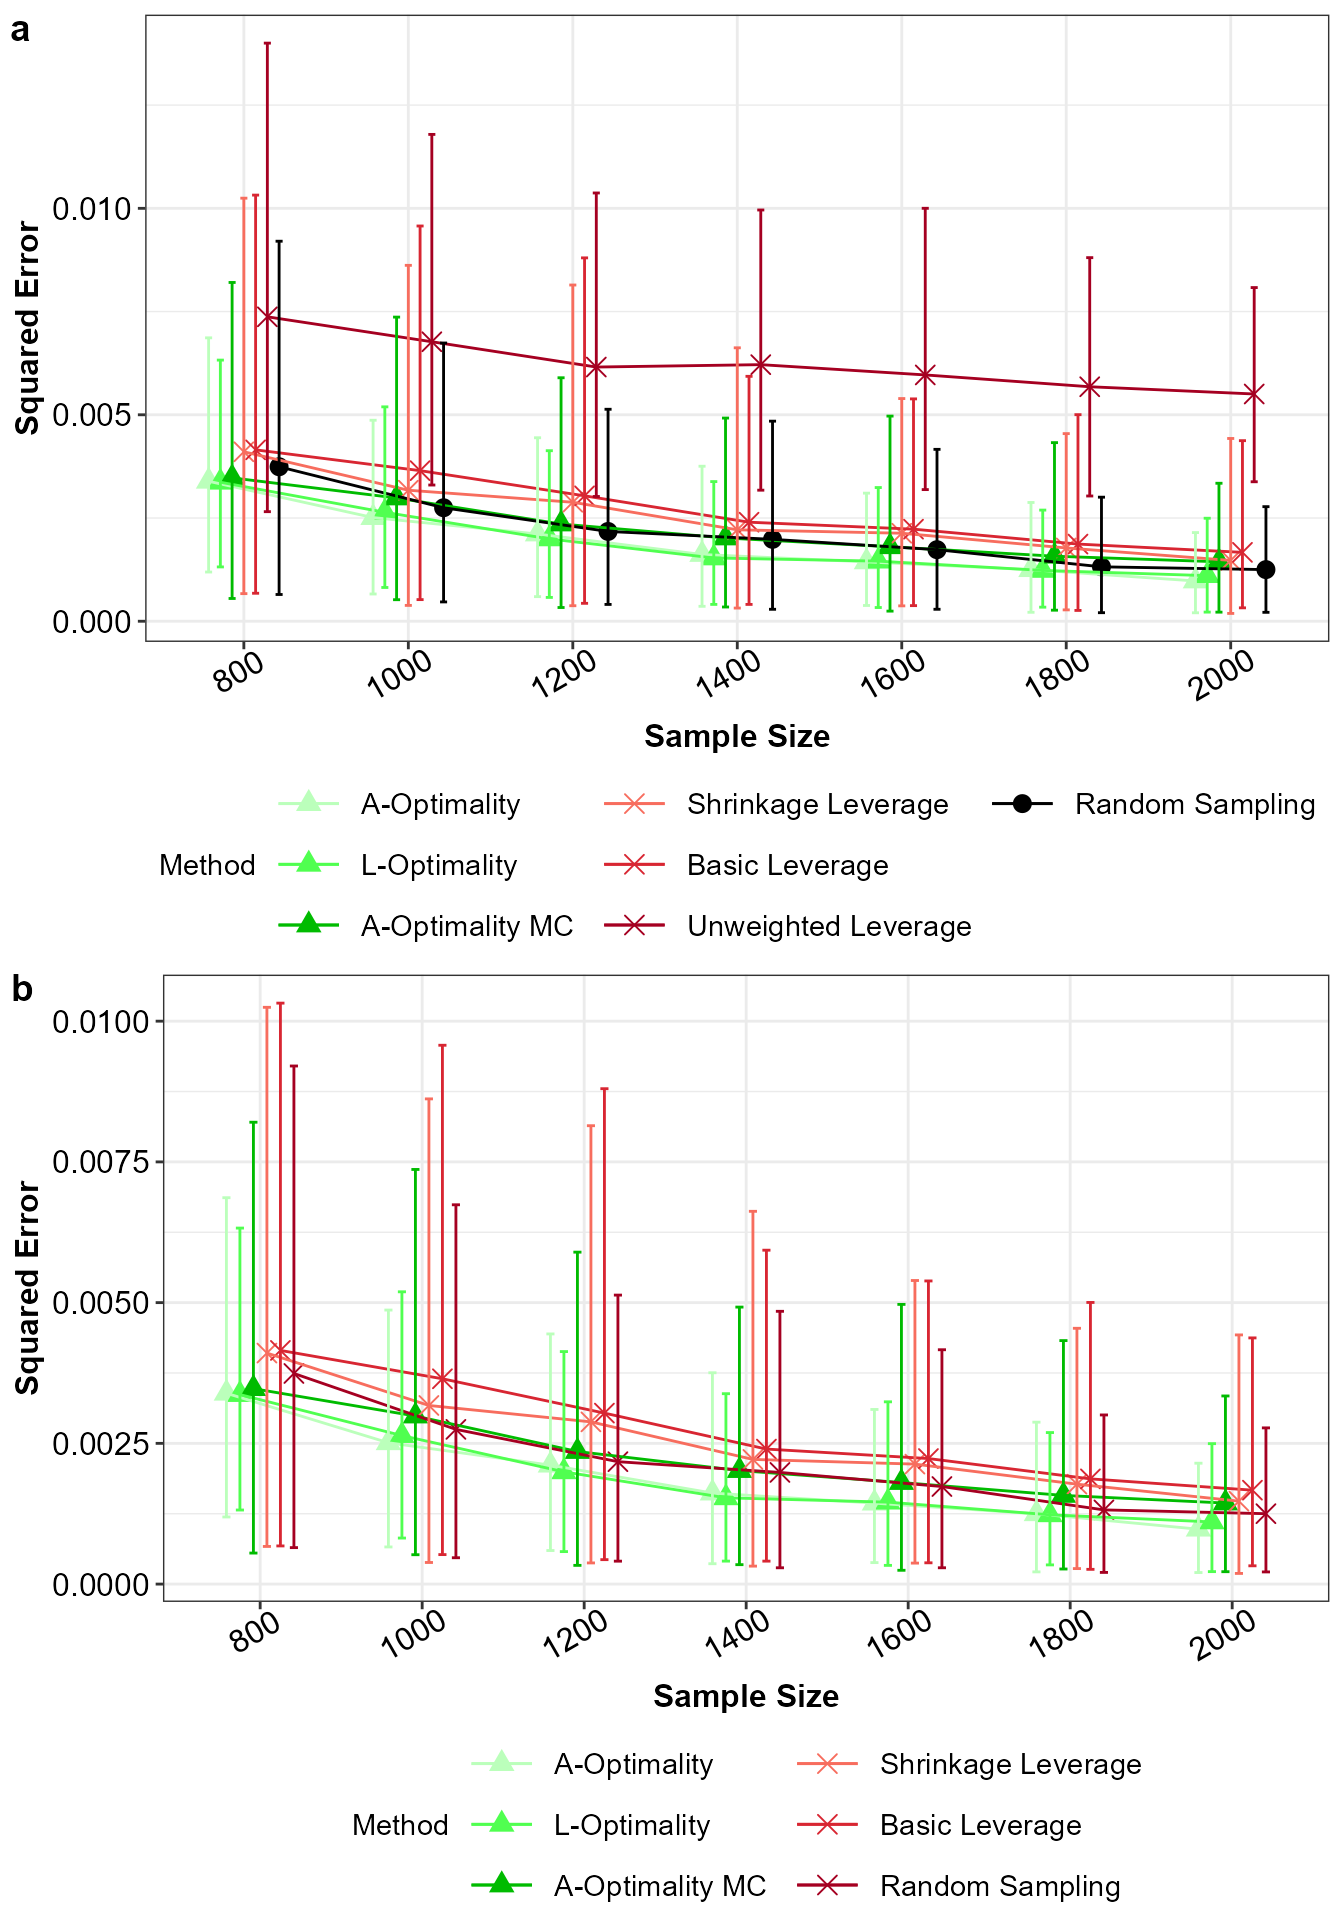 a
Squared Error
0.010
0.005
0.000
800 1000 1200 1400 1600 1800 2000
Sample Size
Method
A-Optimality Shrinkage Leverage Random Sampling
L-Optimality Basic Leverage
A-Optimality MC Unweighted Leverage
b
Squared Error
0.0100
0.0075
0.0050
0.0025
0.0000
800 1000 1200 1400 1600 1800 2000
Sample Size
Method
A-Optimality Shrinkage Leverage
L-Optimality Basic Leverage
A-Optimality MC Random Sampling